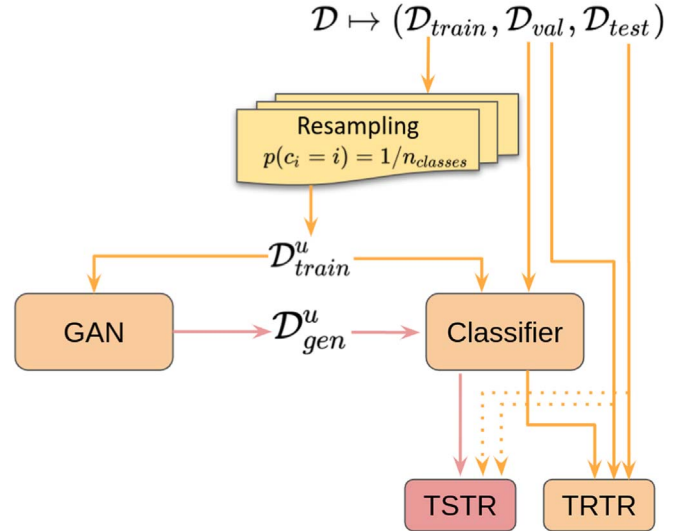 𝒟 ↦ (𝒟_train, 𝒟_val, 𝒟_test)
Resampling
p(c_i = i) = 1/n_classes
𝒟^u_train
GAN
𝒟^u_gen
Classifier
TSTR
TRTR